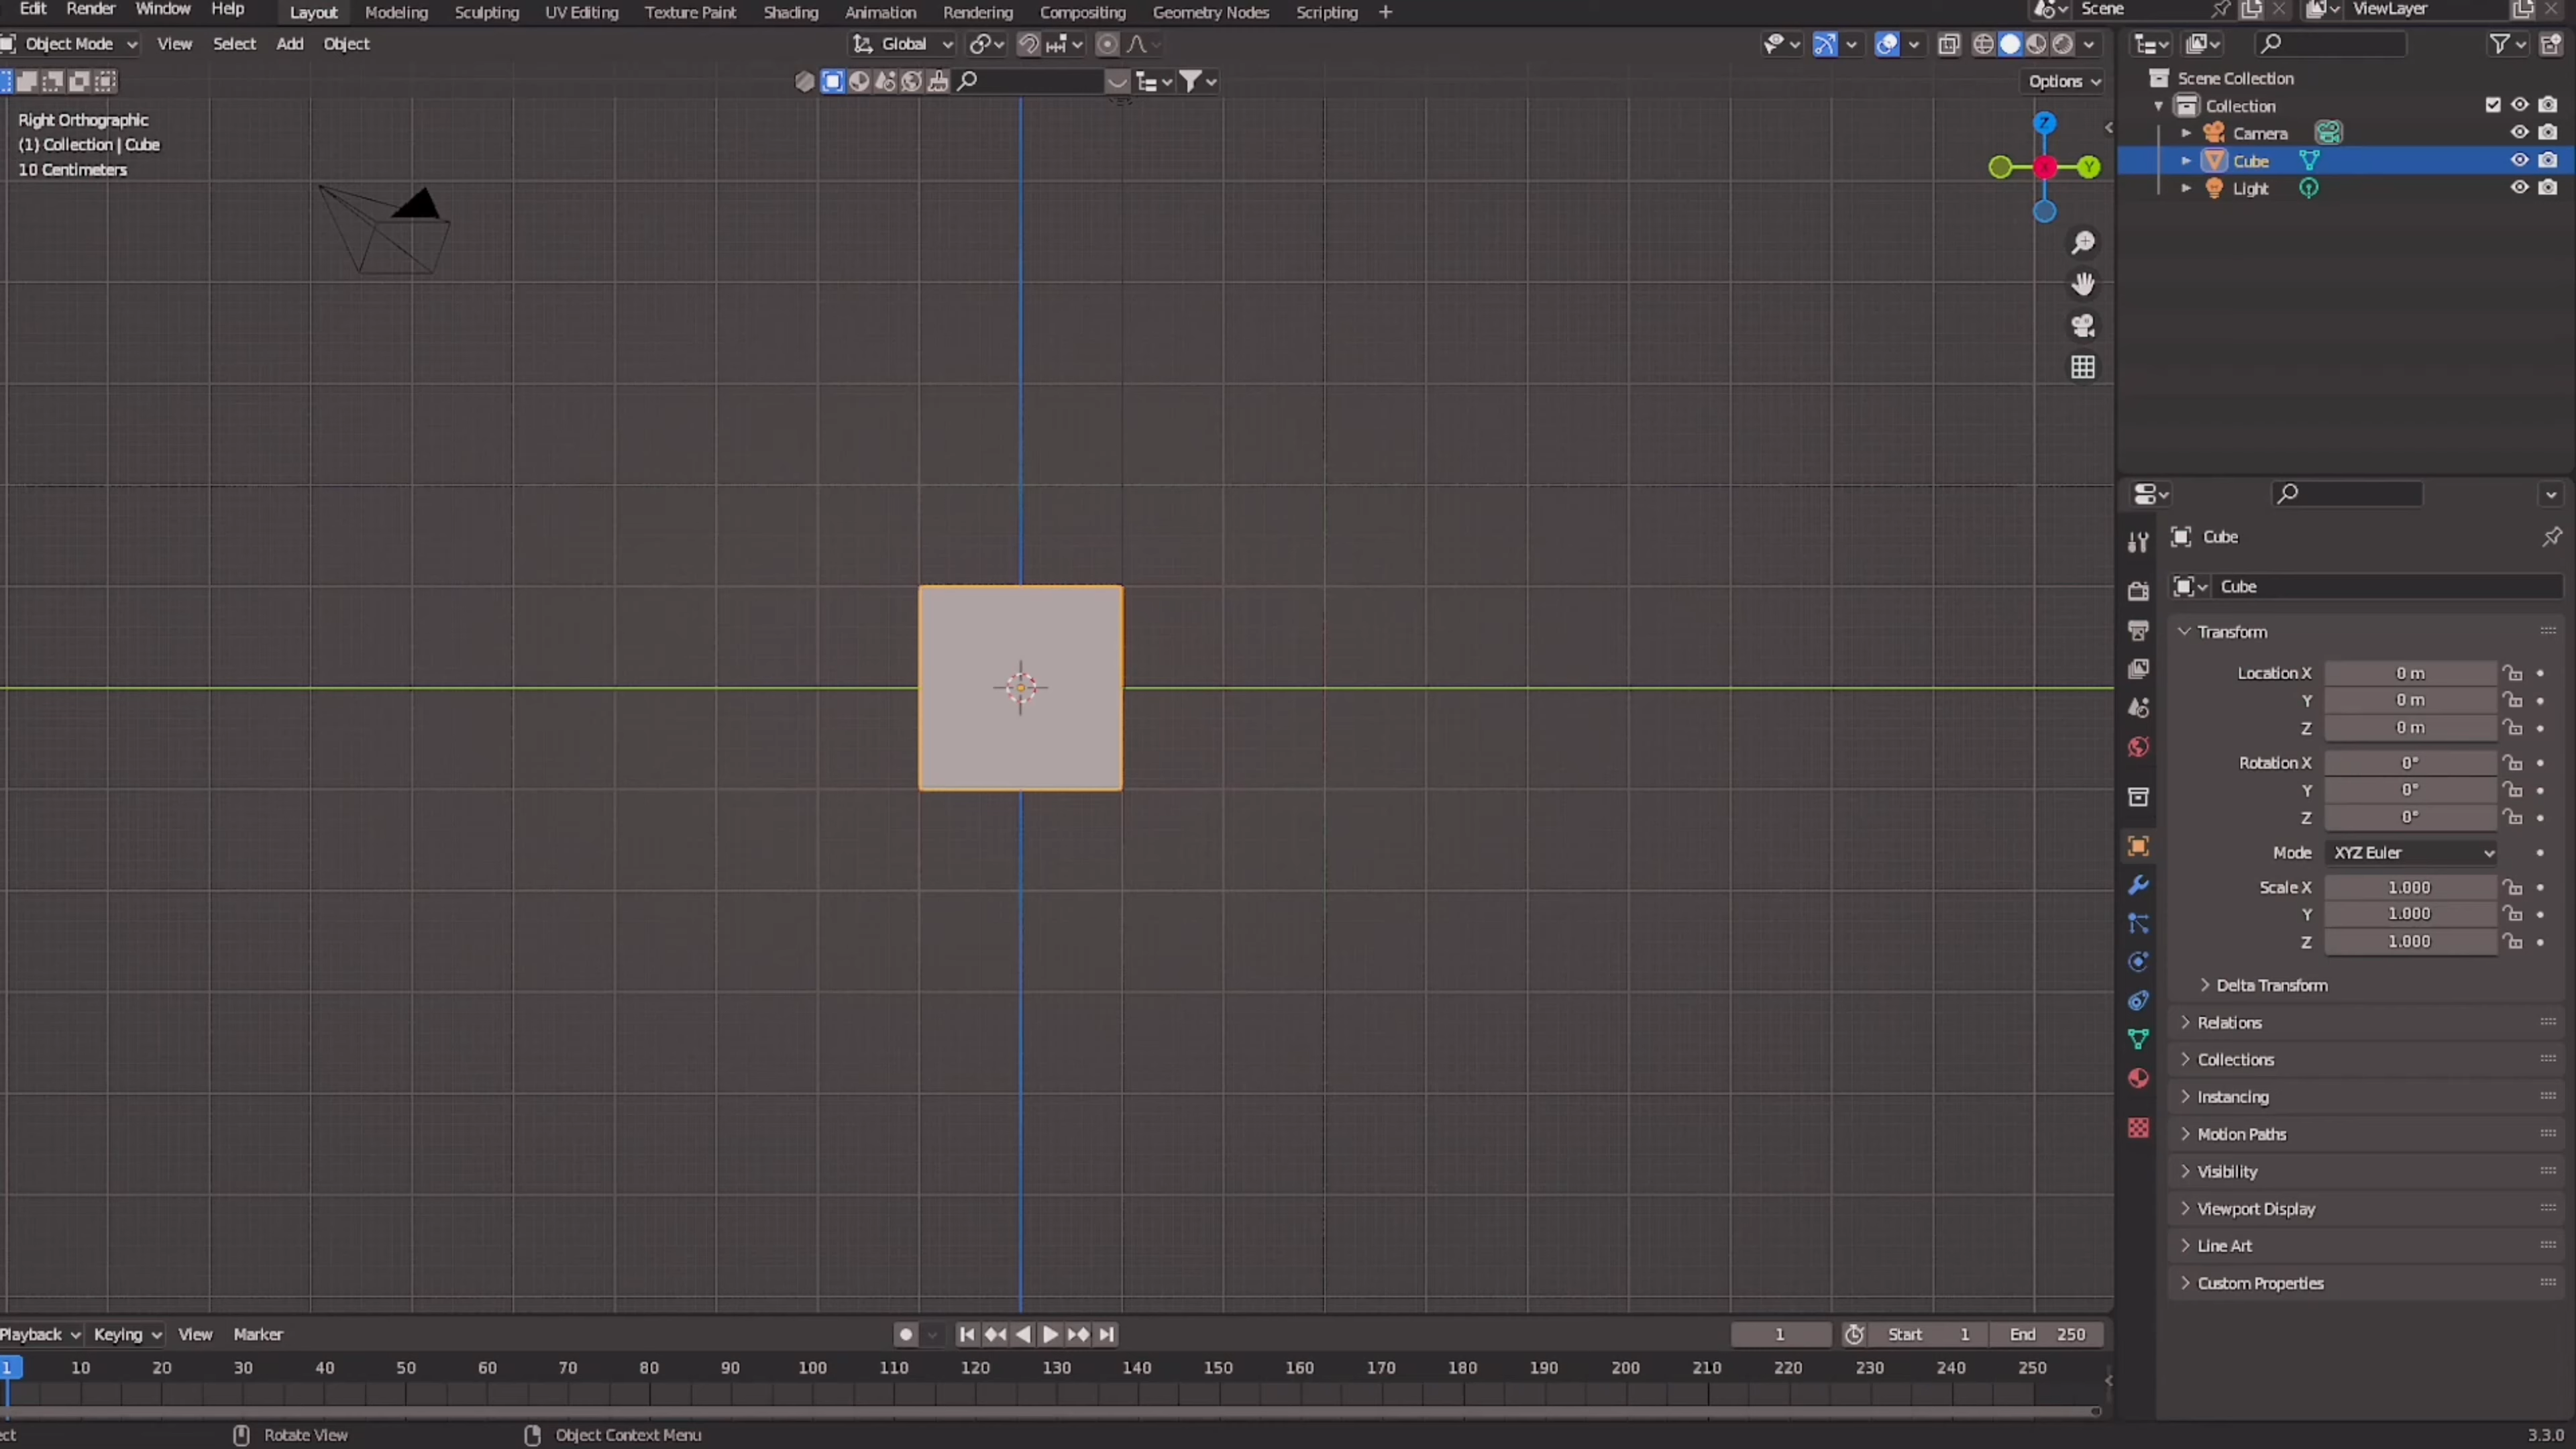 Edit Render Window Help Layout Modeling Sculpting UV Editing Texture Paint Shading Animation Rendering Compositing Geometry Nodes Scripting + Scene ViewLayer
Object Mode View Select Add Object Global
Options
Right Orthographic
(1) Collection | Cube
10 Centimeters
Z
Y
Scene Collection
Collection
Camera
Cube
Light
Cube
Cube
Transform
Location X 0 m
Y 0 m
Z 0 m
Rotation X 0°
Y 0°
Z 0°
Mode XYZ Euler
Scale X 1.000
Y 1.000
Z 1.000
Delta Transform
Relations
Collections
Instancing
Motion Paths
Visibility
Viewport Display
Line Art
Custom Properties
Playback Keying View Marker 1 Start 1 End 250
1 10 20 30 40 50 60 70 80 90 100 110 120 130 140 150 160 170 180 190 200 210 220 230 240 250
ect Rotate View Object Context Menu 3.3.0